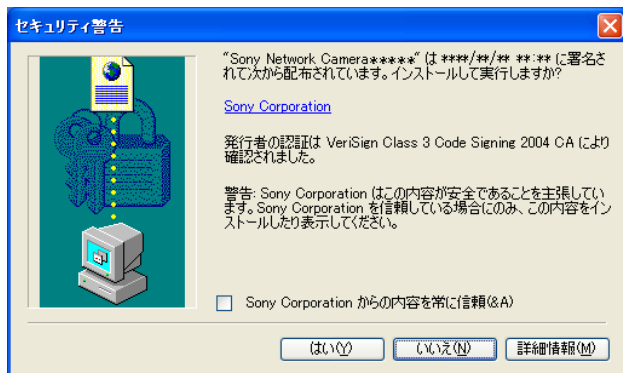 セキュリティ警告
"Sony Network Camera*****" は ****/**/** **:** に署名さ
れて次から配布されています。インストールして実行しますか?
Sony Corporation
発行者の認証は VeriSign Class 3 Code Signing 2004 CA により
確認されました。
警告: Sony Corporation はこの内容が安全であることを主張してい
ます。Sony Corporation を信頼している場合にのみ、この内容をイン
ストールしたり表示してください。
Sony Corporation からの内容を常に信頼(&A)
はい(Y)
いいえ(N)
詳細情報(M)